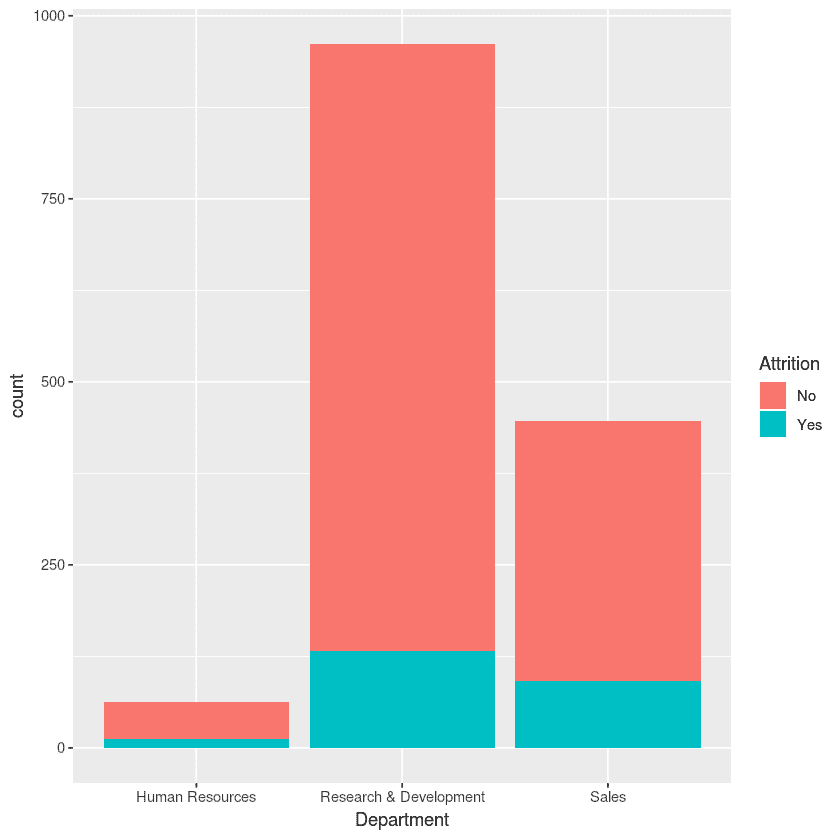 1000
750
500
250
0
count
Human Resources
Research & Development
Sales
Department
Attrition
No
Yes